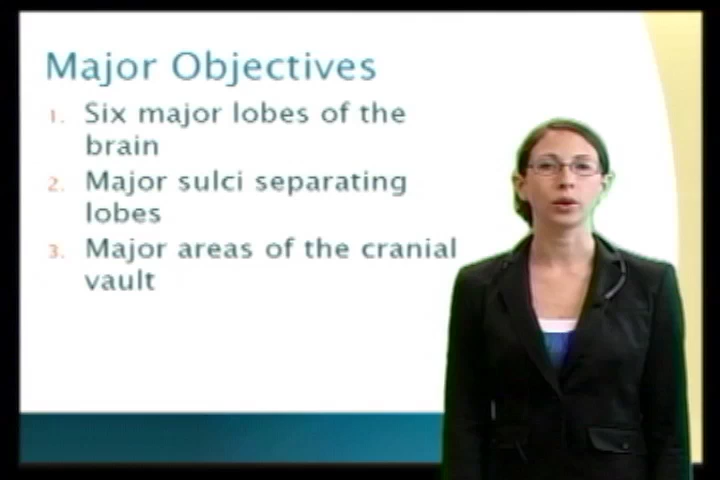 Major Objectives
1. Six major lobes of the
brain
2. Major sulci separating
lobes
3. Major areas of the cranial
vault